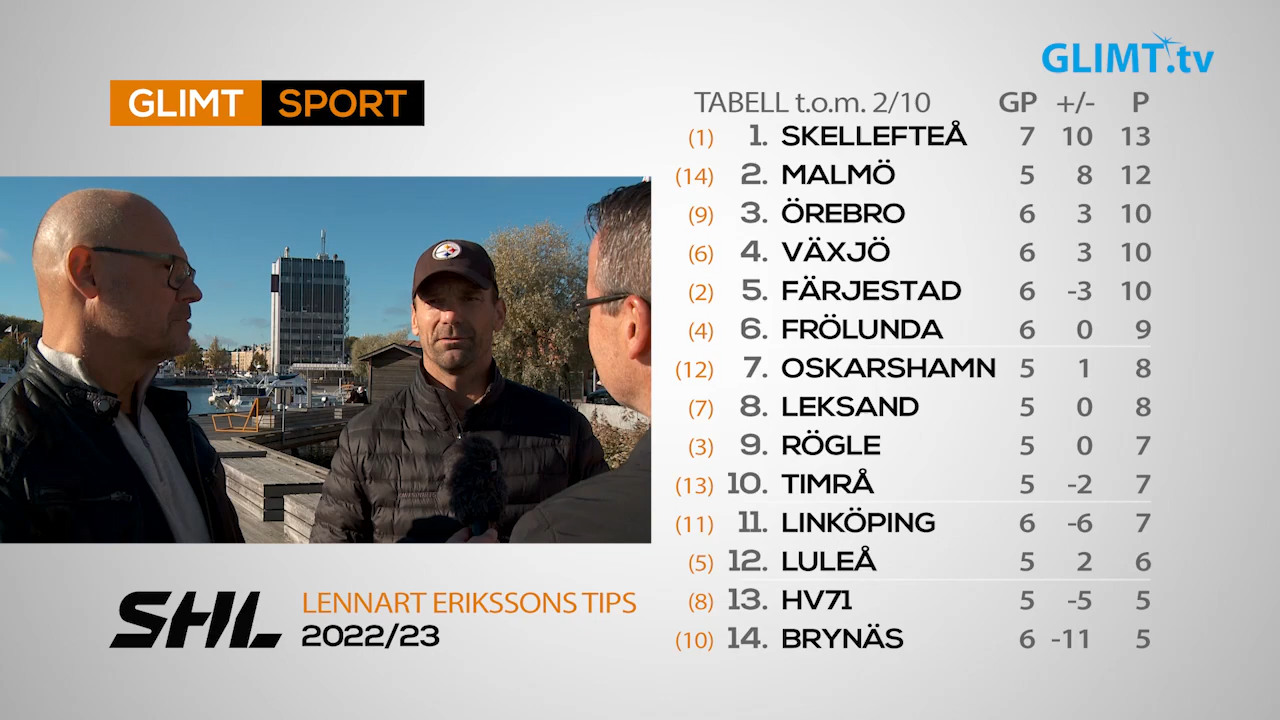 GLIMT.tv
GLIMT SPORT
TABELL t.o.m. 2/10 GP +/- P
(1) 1. SKELLEFTEÅ 7 10 13
(14) 2. MALMÖ 5 8 12
(9) 3. ÖREBRO 6 3 10
(6) 4. VÄXJÖ 6 3 10
(2) 5. FÄRJESTAD 6 -3 10
(4) 6. FRÖLUNDA 6 0 9
(12) 7. OSKARSHAMN 5 1 8
(7) 8. LEKSAND 5 0 8
(3) 9. RÖGLE 5 0 7
(13) 10. TIMRÅ 5 -2 7
(11) 11. LINKÖPING 6 -6 7
(5) 12. LULEÅ 5 2 6
(8) 13. HV71 5 -5 5
(10) 14. BRYNÄS 6 -11 5
SHL
LENNART ERIKSSONS TIPS
2022/23